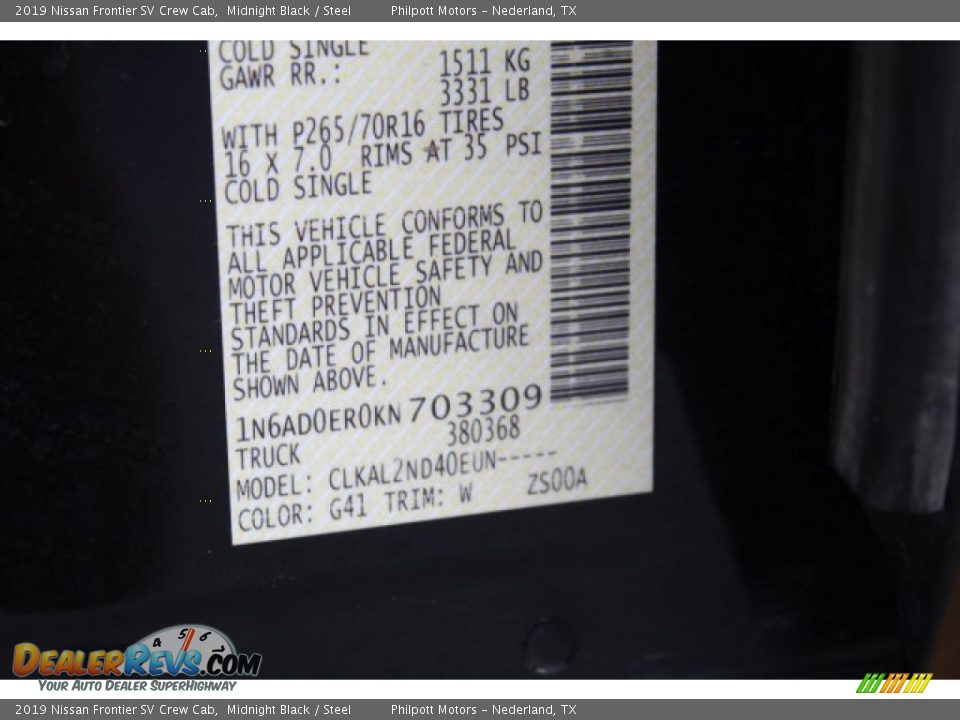 2019 Nissan Frontier SV Crew Cab, Midnight Black / Steel Philpott Motors - Nederland, TX
COLD SINGLE
GAWR RR.: 1511 KG
3331 LB
WITH P265/70R16 TIRES
16 X 7.0 RIMS AT 35 PSI
COLD SINGLE
THIS VEHICLE CONFORMS TO
ALL APPLICABLE FEDERAL
MOTOR VEHICLE SAFETY AND
THEFT PREVENTION
STANDARDS IN EFFECT ON
THE DATE OF MANUFACTURE
SHOWN ABOVE.
1N6AD0ER0KN703309
TRUCK 380368
MODEL: CLKAL2ND40EUN-----
COLOR: G41 TRIM: W ZS00A
4 5 6
DealerRevs.com
Your Auto Dealer SuperHighway
2019 Nissan Frontier SV Crew Cab, Midnight Black / Steel Philpott Motors - Nederland, TX